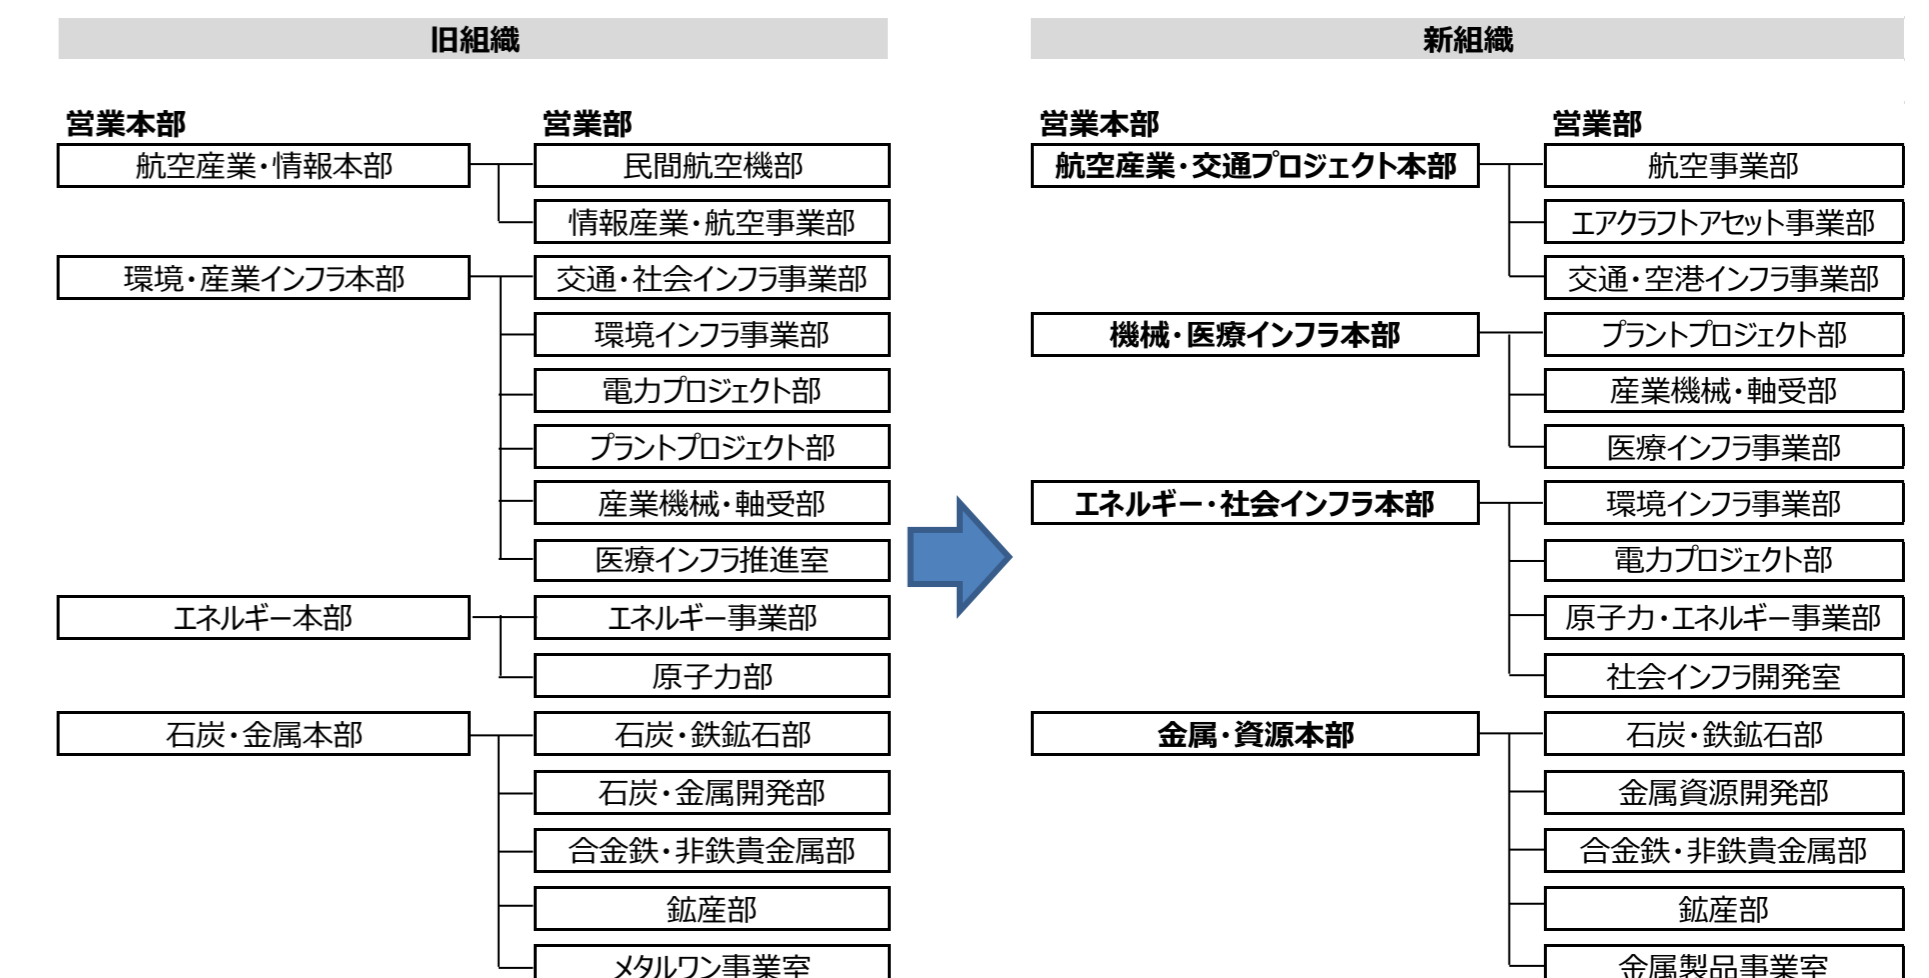 旧組織
営業本部
営業部
航空産業・情報本部
民間航空機部
情報産業・航空事業部
環境・産業インフラ本部
交通・社会インフラ事業部
環境インフラ事業部
電力プロジェクト部
プラントプロジェクト部
産業機械・軸受部
医療インフラ推進室
エネルギー本部
エネルギー事業部
原子力部
石炭・金属本部
石炭・鉄鉱石部
石炭・金属開発部
合金鉄・非鉄貴金属部
鉱産部
メタルワン事業室
新組織
営業本部
営業部
航空産業・交通プロジェクト本部
航空事業部
エアクラフトアセット事業部
交通・空港インフラ事業部
機械・医療インフラ本部
プラントプロジェクト部
産業機械・軸受部
医療インフラ事業部
エネルギー・社会インフラ本部
環境インフラ事業部
電力プロジェクト部
原子力・エネルギー事業部
社会インフラ開発室
金属・資源本部
石炭・鉄鉱石部
金属資源開発部
合金鉄・非鉄貴金属部
鉱産部
金属製品事業室